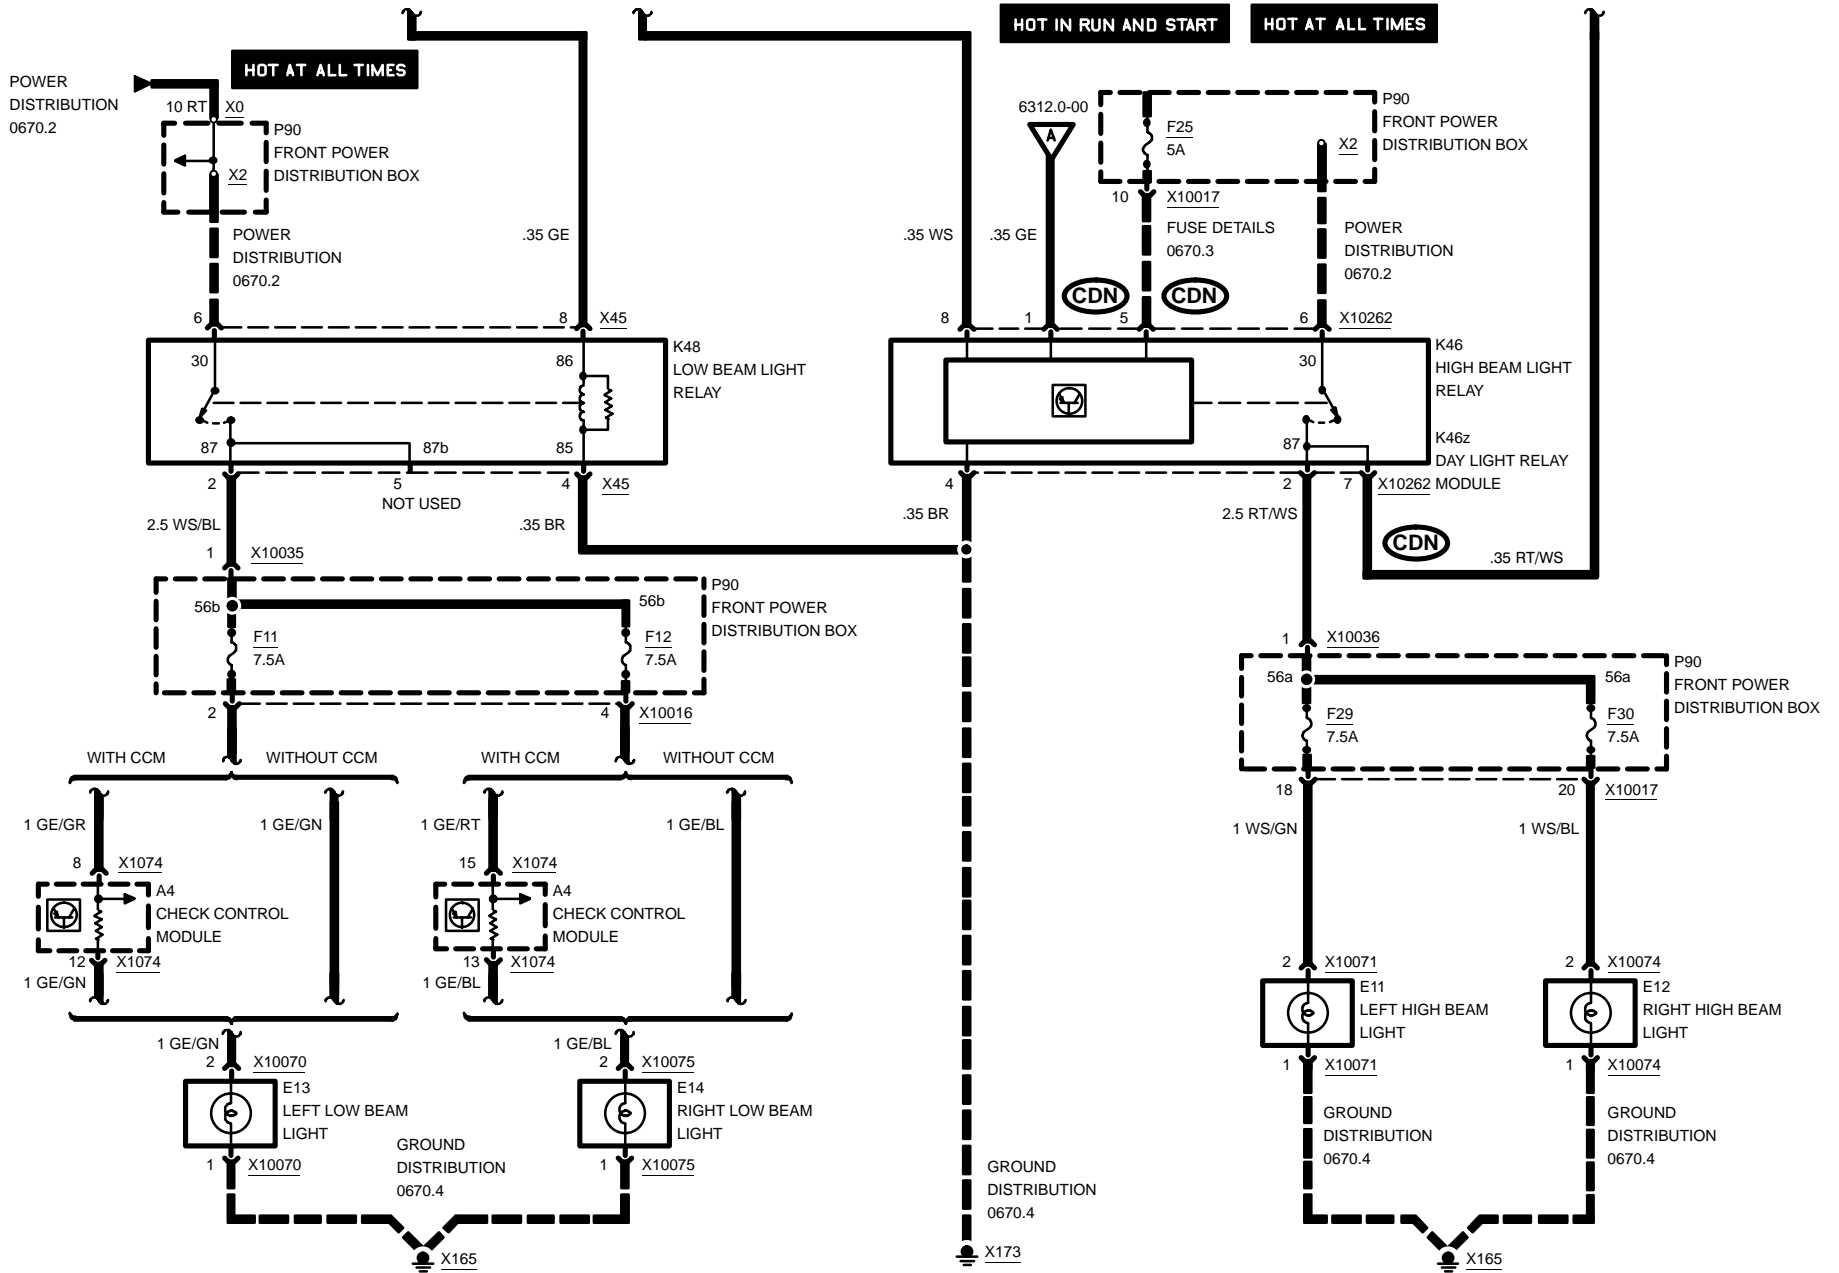 HOT IN RUN AND START
HOT AT ALL TIMES
HOT AT ALL TIMES
POWER
DISTRIBUTION
0670.2
10 RT
X0
P90
FRONT POWER
DISTRIBUTION BOX
X2
POWER
DISTRIBUTION
0670.2
.35 GE
.35 WS
.35 GE
6312.0-00
A
F25
5A
X2
P90
FRONT POWER
DISTRIBUTION BOX
10
X10017
FUSE DETAILS
0670.3
POWER
DISTRIBUTION
0670.2
CDN
CDN
6
8
X45
8
1
5
6
X10262
30
86
K48
LOW BEAM LIGHT
RELAY
87
87b
85
2
5
4
X45
NOT USED
30
K46
HIGH BEAM LIGHT
RELAY
87
K46z
DAY LIGHT RELAY
MODULE
4
2
7
X10262
2.5 WS/BL
.35 BR
.35 BR
2.5 RT/WS
CDN
.35 RT/WS
1
X10035
P90
FRONT POWER
DISTRIBUTION BOX
56b
56b
F11
7.5A
F12
7.5A
2
4
X10016
1
X10036
P90
FRONT POWER
DISTRIBUTION BOX
56a
56a
F29
7.5A
F30
7.5A
18
20
X10017
WITH CCM
WITHOUT CCM
WITH CCM
WITHOUT CCM
1 GE/GR
1 GE/GN
1 GE/RT
1 GE/BL
1 WS/GN
1 WS/BL
8
X1074
15
X1074
A4
CHECK CONTROL
MODULE
A4
CHECK CONTROL
MODULE
12
X1074
13
X1074
1 GE/GN
1 GE/BL
2
X10071
2
X10074
E11
LEFT HIGH BEAM
LIGHT
E12
RIGHT HIGH BEAM
LIGHT
1 GE/GN
1 GE/BL
2
X10070
2
X10075
1
X10071
1
X10074
E13
LEFT LOW BEAM
LIGHT
E14
RIGHT LOW BEAM
LIGHT
1
X10070
1
X10075
GROUND
DISTRIBUTION
0670.4
GROUND
DISTRIBUTION
0670.4
GROUND
DISTRIBUTION
0670.4
GROUND
DISTRIBUTION
0670.4
X165
X173
X165